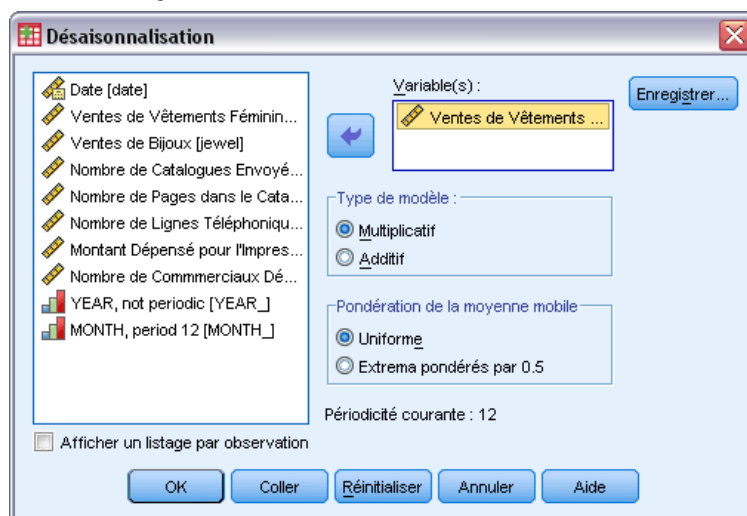 Désaisonnalisation
Date [date]
Ventes de Vêtements Féminin...
Ventes de Bijoux [jewel]
Nombre de Catalogues Envoyé...
Nombre de Pages dans le Cata...
Nombre de Lignes Téléphoniqu...
Montant Dépensé pour l'Impres...
Nombre de Commmerciaux Dé...
YEAR, not periodic [YEAR_]
MONTH, period 12 [MONTH_]
Afficher un listage par observation
Variable(s) :
Ventes de Vêtements ...
Enregistrer...
Type de modèle :
Multiplicatif
Additif
Pondération de la moyenne mobile
Uniforme
Extrema pondérés par 0.5
Périodicité courante : 12
OK Coller Réinitialiser Annuler Aide